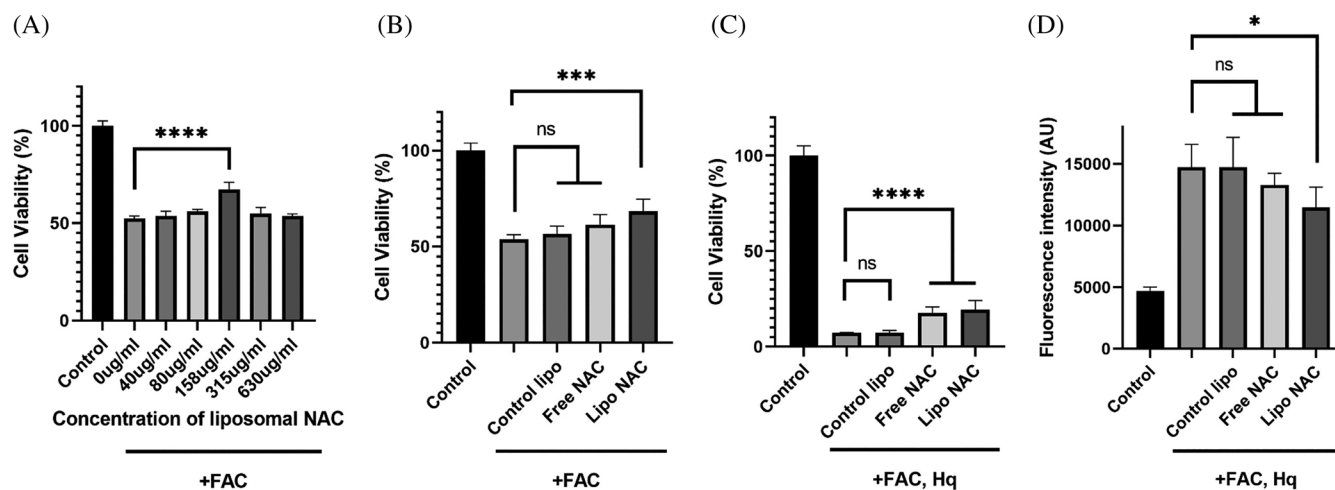 (A)
Cell Viability (%)
100
50
0
****
Control
0ug/ml
40ug/ml
80ug/ml
158ug/ml
315ug/ml
630ug/ml
Concentration of liposomal NAC
+FAC
(B)
Cell Viability (%)
100
50
0
***
ns
Control
Control lipo
Free NAC
Lipo NAC
+FAC
(C)
Cell Viability (%)
100
50
0
****
ns
Control
Control lipo
Free NAC
Lipo NAC
+FAC, Hq
(D)
Fluorescence intensity (AU)
15000
10000
5000
0
*
ns
Control
Control lipo
Free NAC
Lipo NAC
+FAC, Hq